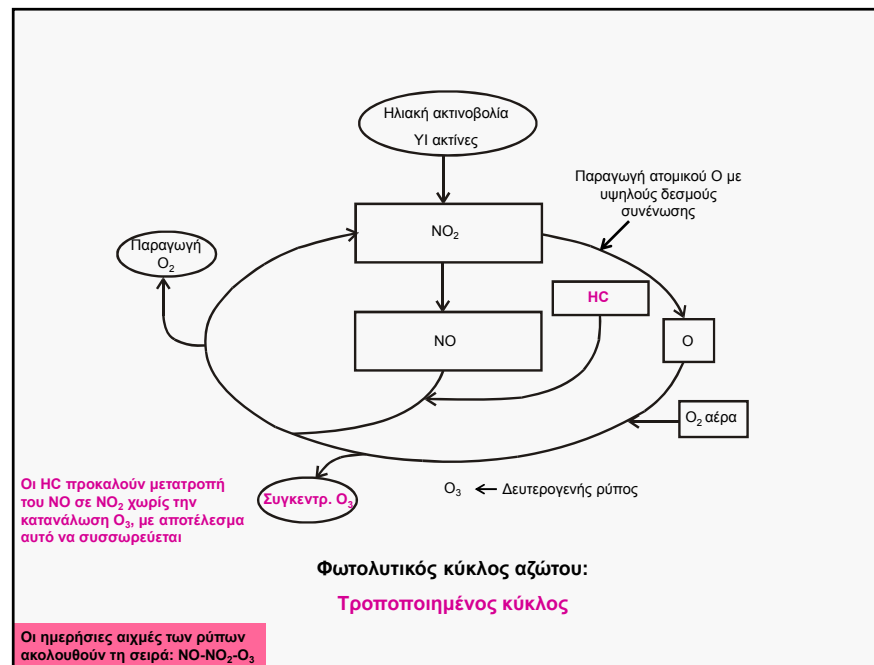 Ηλιακή ακτινοβολία
ΥΙ ακτίνες
Παραγωγή ατομικού Ο με
υψηλούς δεσμούς
συνένωσης
NO₂
Παραγωγή
O₂
HC
NO
O
O₂ αέρα
Οι HC προκαλούν μετατροπή
του NO σε NO₂ χωρίς την
κατανάλωση O₃, με αποτέλεσμα
αυτό να συσσωρεύεται
Συγκεντρ. O₃
O₃ ← Δευτερογενής ρύπος
Φωτολυτικός κύκλος αζώτου:
Τροποποιημένος κύκλος
Οι ημερήσιες αιχμές των ρύπων
ακολουθούν τη σειρά: NO-NO₂-O₃